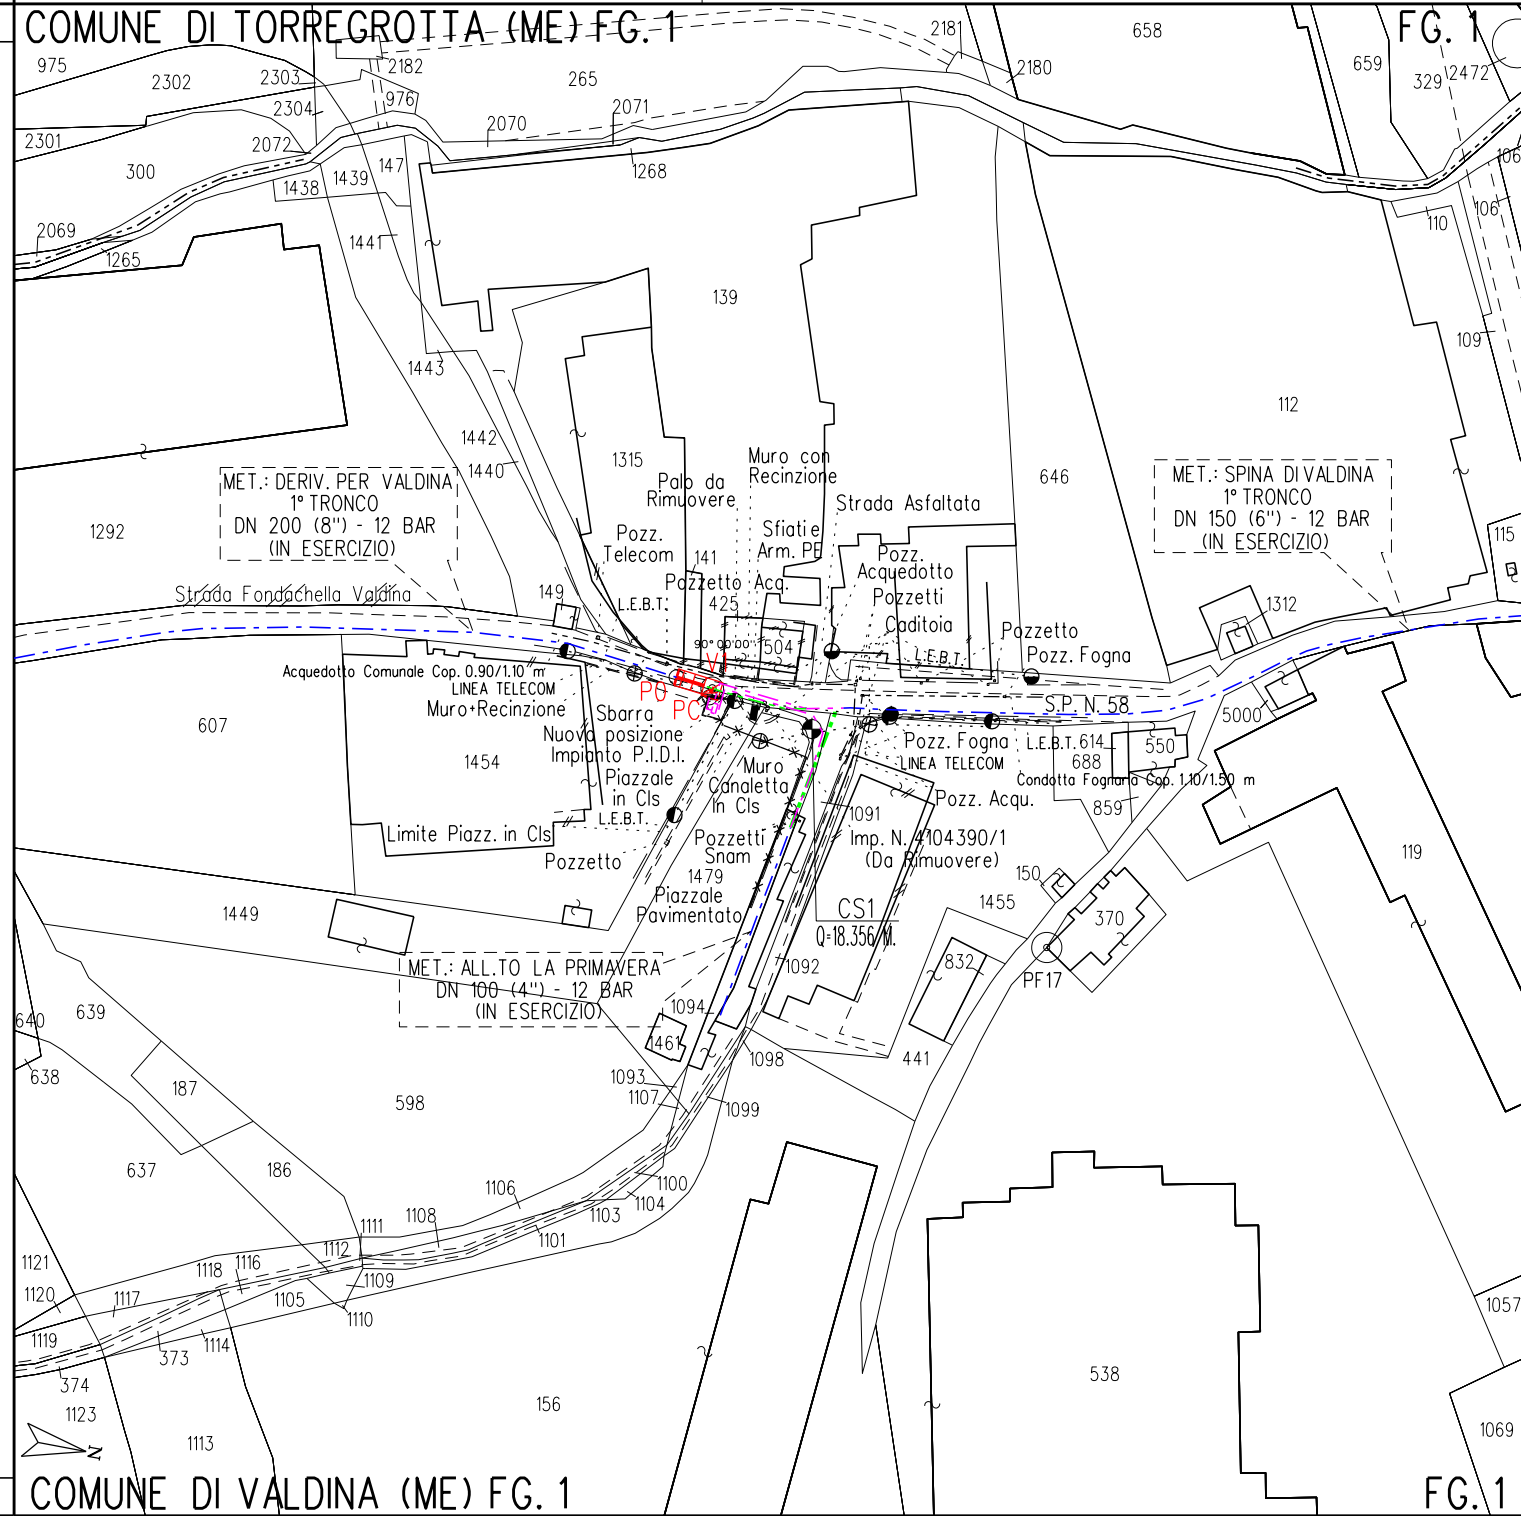 COMUNE DI TORREGROTTA (ME) FG. 1
FG. 1
975
2302
2303
2304
2182
976
265
2181
2180
658
659
329
2472
2301
300
2072
2070
2071
1268
147
1439
1438
1441
2069
1265
106
106
110
109
139
1443
1442
1440
1315
646
112
115
1292
MET.: DERIV. PER VALDINA
1° TRONCO
DN 200 (8") - 12 BAR
(IN ESERCIZIO)
MET.: SPINA DI VALDINA
1° TRONCO
DN 150 (6") - 12 BAR
(IN ESERCIZIO)
Muro con
Recinzione
Palo da
Rimuovere
Strada Asfaltata
Sfiati e
Arm. PE
Pozz.
Telecom
141
Pozzetto Acq.
Pozz.
Acquedotto
Pozzetti
Caditoia
Strada Fondachella Valdina
149
L.E.B.T.
425
504
90°00'00"
V1
1312
Pozzetto
Pozz. Fogna
L.E.B.T.
Acquedotto Comunale Cop. 0.90/1.10 m
LINEA TELECOM
Muro+Recinzione
P0
PC
S.P. N. 58
5000
607
Sbarra
Nuova posizione
Impianto P.I.D.I.
Piazzale
in Cls
L.E.B.T.
1454
Muro
Canaletta
In Cls
Pozz. Fogna
LINEA TELECOM
L.E.B.T.
614
688
550
Condotta Fognaria Cop. 1.10/1.50 m
859
Pozz. Acqu.
1091
Imp. N. 4104390/1
(Da Rimuovere)
Limite Piazz. in Cls
Pozzetto
Pozzetti
Snam
1479
Piazzale
Pavimentato
CS1
Q=18.356 M.
150
1455
370
119
1449
832
PF17
MET.: ALL.TO LA PRIMAVERA
DN 100 (4") - 12 BAR
(IN ESERCIZIO)
1092
1094
1461
1098
441
640
639
638
187
598
1093
1107
1099
637
186
1106
1100
1104
1103
1101
1108
1111
1112
1109
1110
1121
1120
1118
1116
1117
1105
1119
1114
373
374
1123
1113
156
538
1057
1069
N
COMUNE DI VALDINA (ME) FG. 1
FG. 1